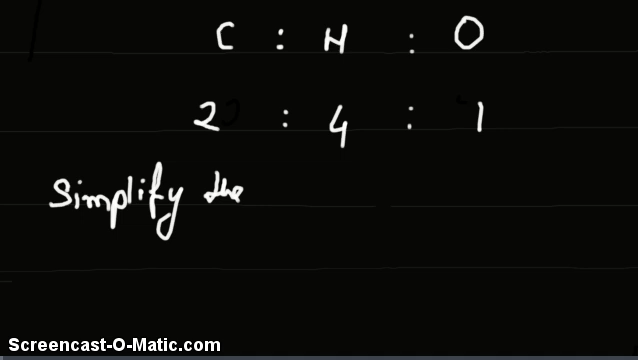 C : H : O
2 : 4 : 1
Simplify the
Screencast-O-Matic.com